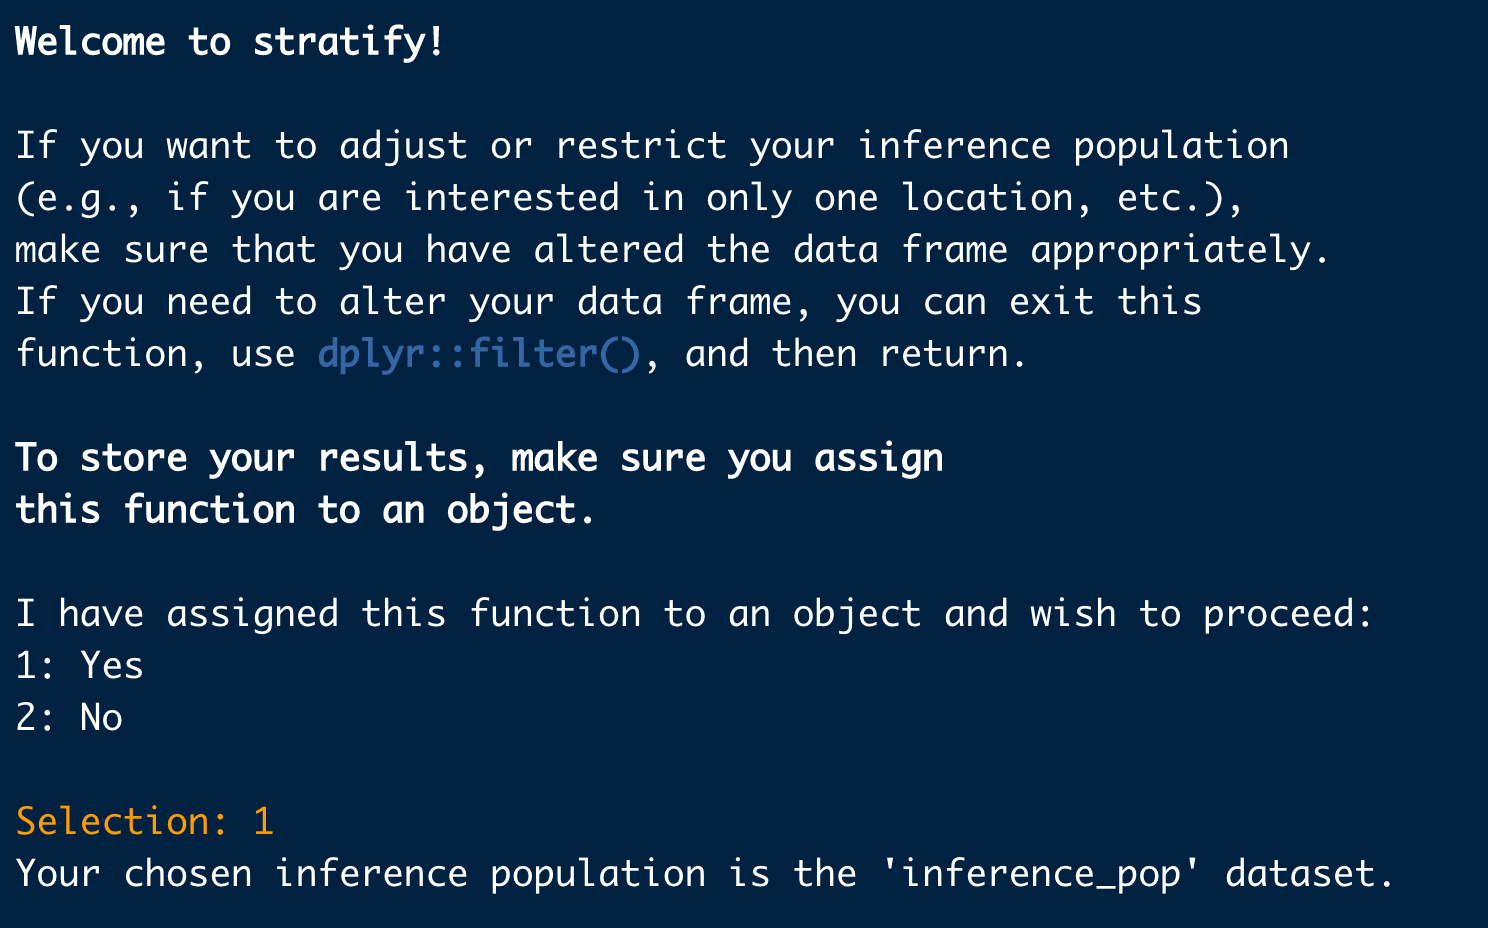 Welcome to stratify!
If you want to adjust or restrict your inference population
(e.g., if you are interested in only one location, etc.),
make sure that you have altered the data frame appropriately.
If you need to alter your data frame, you can exit this
function, use dplyr::filter(), and then return.
To store your results, make sure you assign
this function to an object.
I have assigned this function to an object and wish to proceed:
1: Yes
2: No
Selection: 1
Your chosen inference population is the 'inference_pop' dataset.